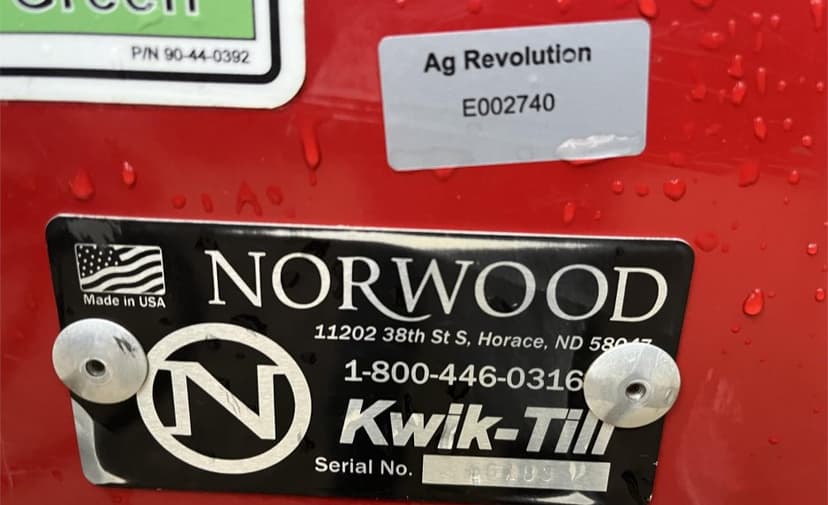 Green
P/N 90-44-0392
Ag Revolution
E002740
Made in USA
NORWOOD
11202 38th St S, Horace, ND
1-800-446-0316
N
Kwik-Till
Serial No.